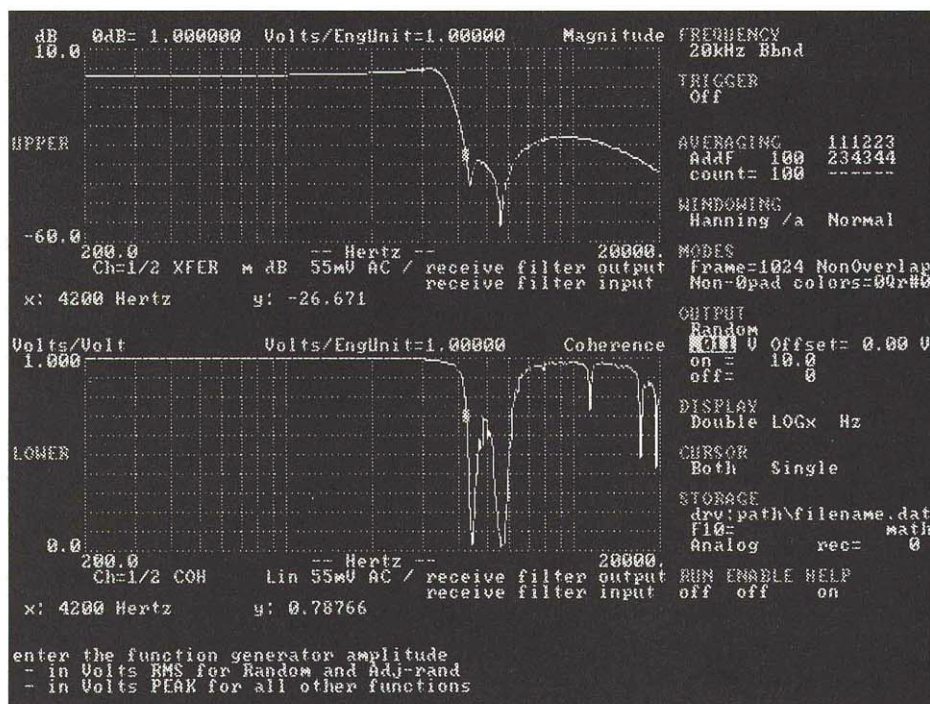 dB 0dB= 1.000000 Volts/EngUnit=1.00000 Magnitude
10.0
UPPER
-60.0
200.0 -- Hertz -- 20000.
Ch=1/2 XFER m dB 55mV AC / receive filter output
receive filter input
x: 4200 Hertz y: -26.671
Volts/Volt Volts/EngUnit=1.00000 Coherence
1.000
LOWER
0.0
200.0 -- Hertz -- 20000.
Ch=1/2 COH Lin 55mV AC / receive filter output
receive filter input
x: 4200 Hertz y: 0.78766
enter the function generator amplitude
- in Volts RMS for Random and Adj-rand
- in Volts PEAK for all other functions
FREQUENCY
20kHz Bbnd
TRIGGER
Off
AVERAGING 111223
AddF 100 234344
count= 100 ------
WINDOWING
Hanning /a Normal
MODES
Frame=1024 NonOverlap
Non-0pad colors=0Qr#0
OUTPUT
Random
.011 V Offset= 0.00 V
on = 10.0
off= 0
DISPLAY
Double LOGx Hz
CURSOR
Both Single
STORAGE
drv:path\filename.dat
f10= math
Analog rec= 0
RUN ENABLE HELP
off off on